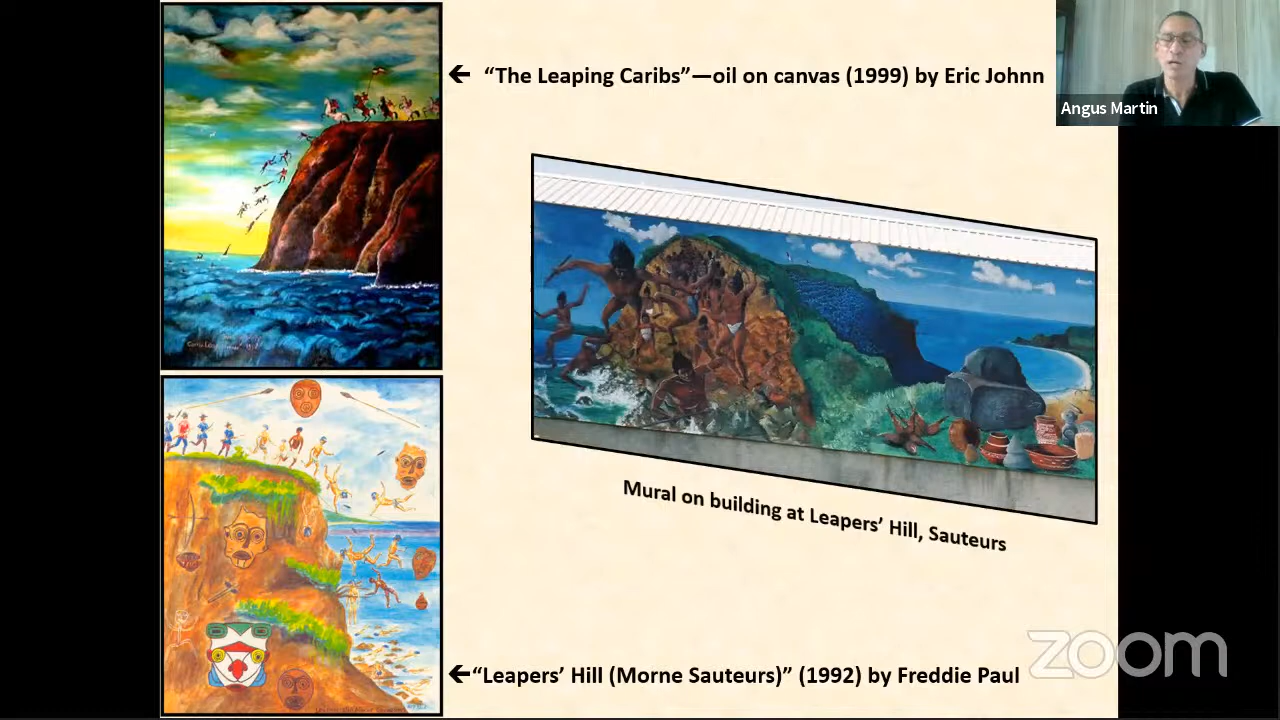 “The Leaping Caribs”—oil on canvas (1999) by Eric Johnn
Angus Martin
Mural on building at Leapers’ Hill, Sauteurs
“Leapers’ Hill (Morne Sauteurs)” (1992) by Freddie Paul
zoom